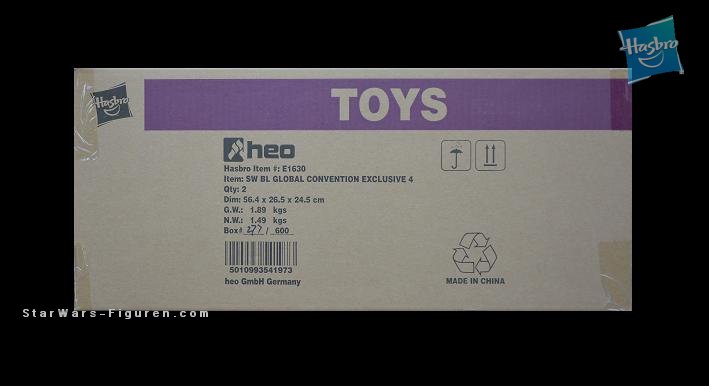 Hasbro
Hasbro
TOYS
heo
Hasbro Item #: E1630
Item: SW BL GLOBAL CONVENTION EXCLUSIVE 4
Qty: 2
Dim: 56.4 x 26.5 x 24.5 cm
G.W.: 1.89 kgs
N.W.: 1.49 kgs
Box# 277 / 600
5010993541973
heo GmbH Germany
MADE IN CHINA
StarWars-Figuren.com